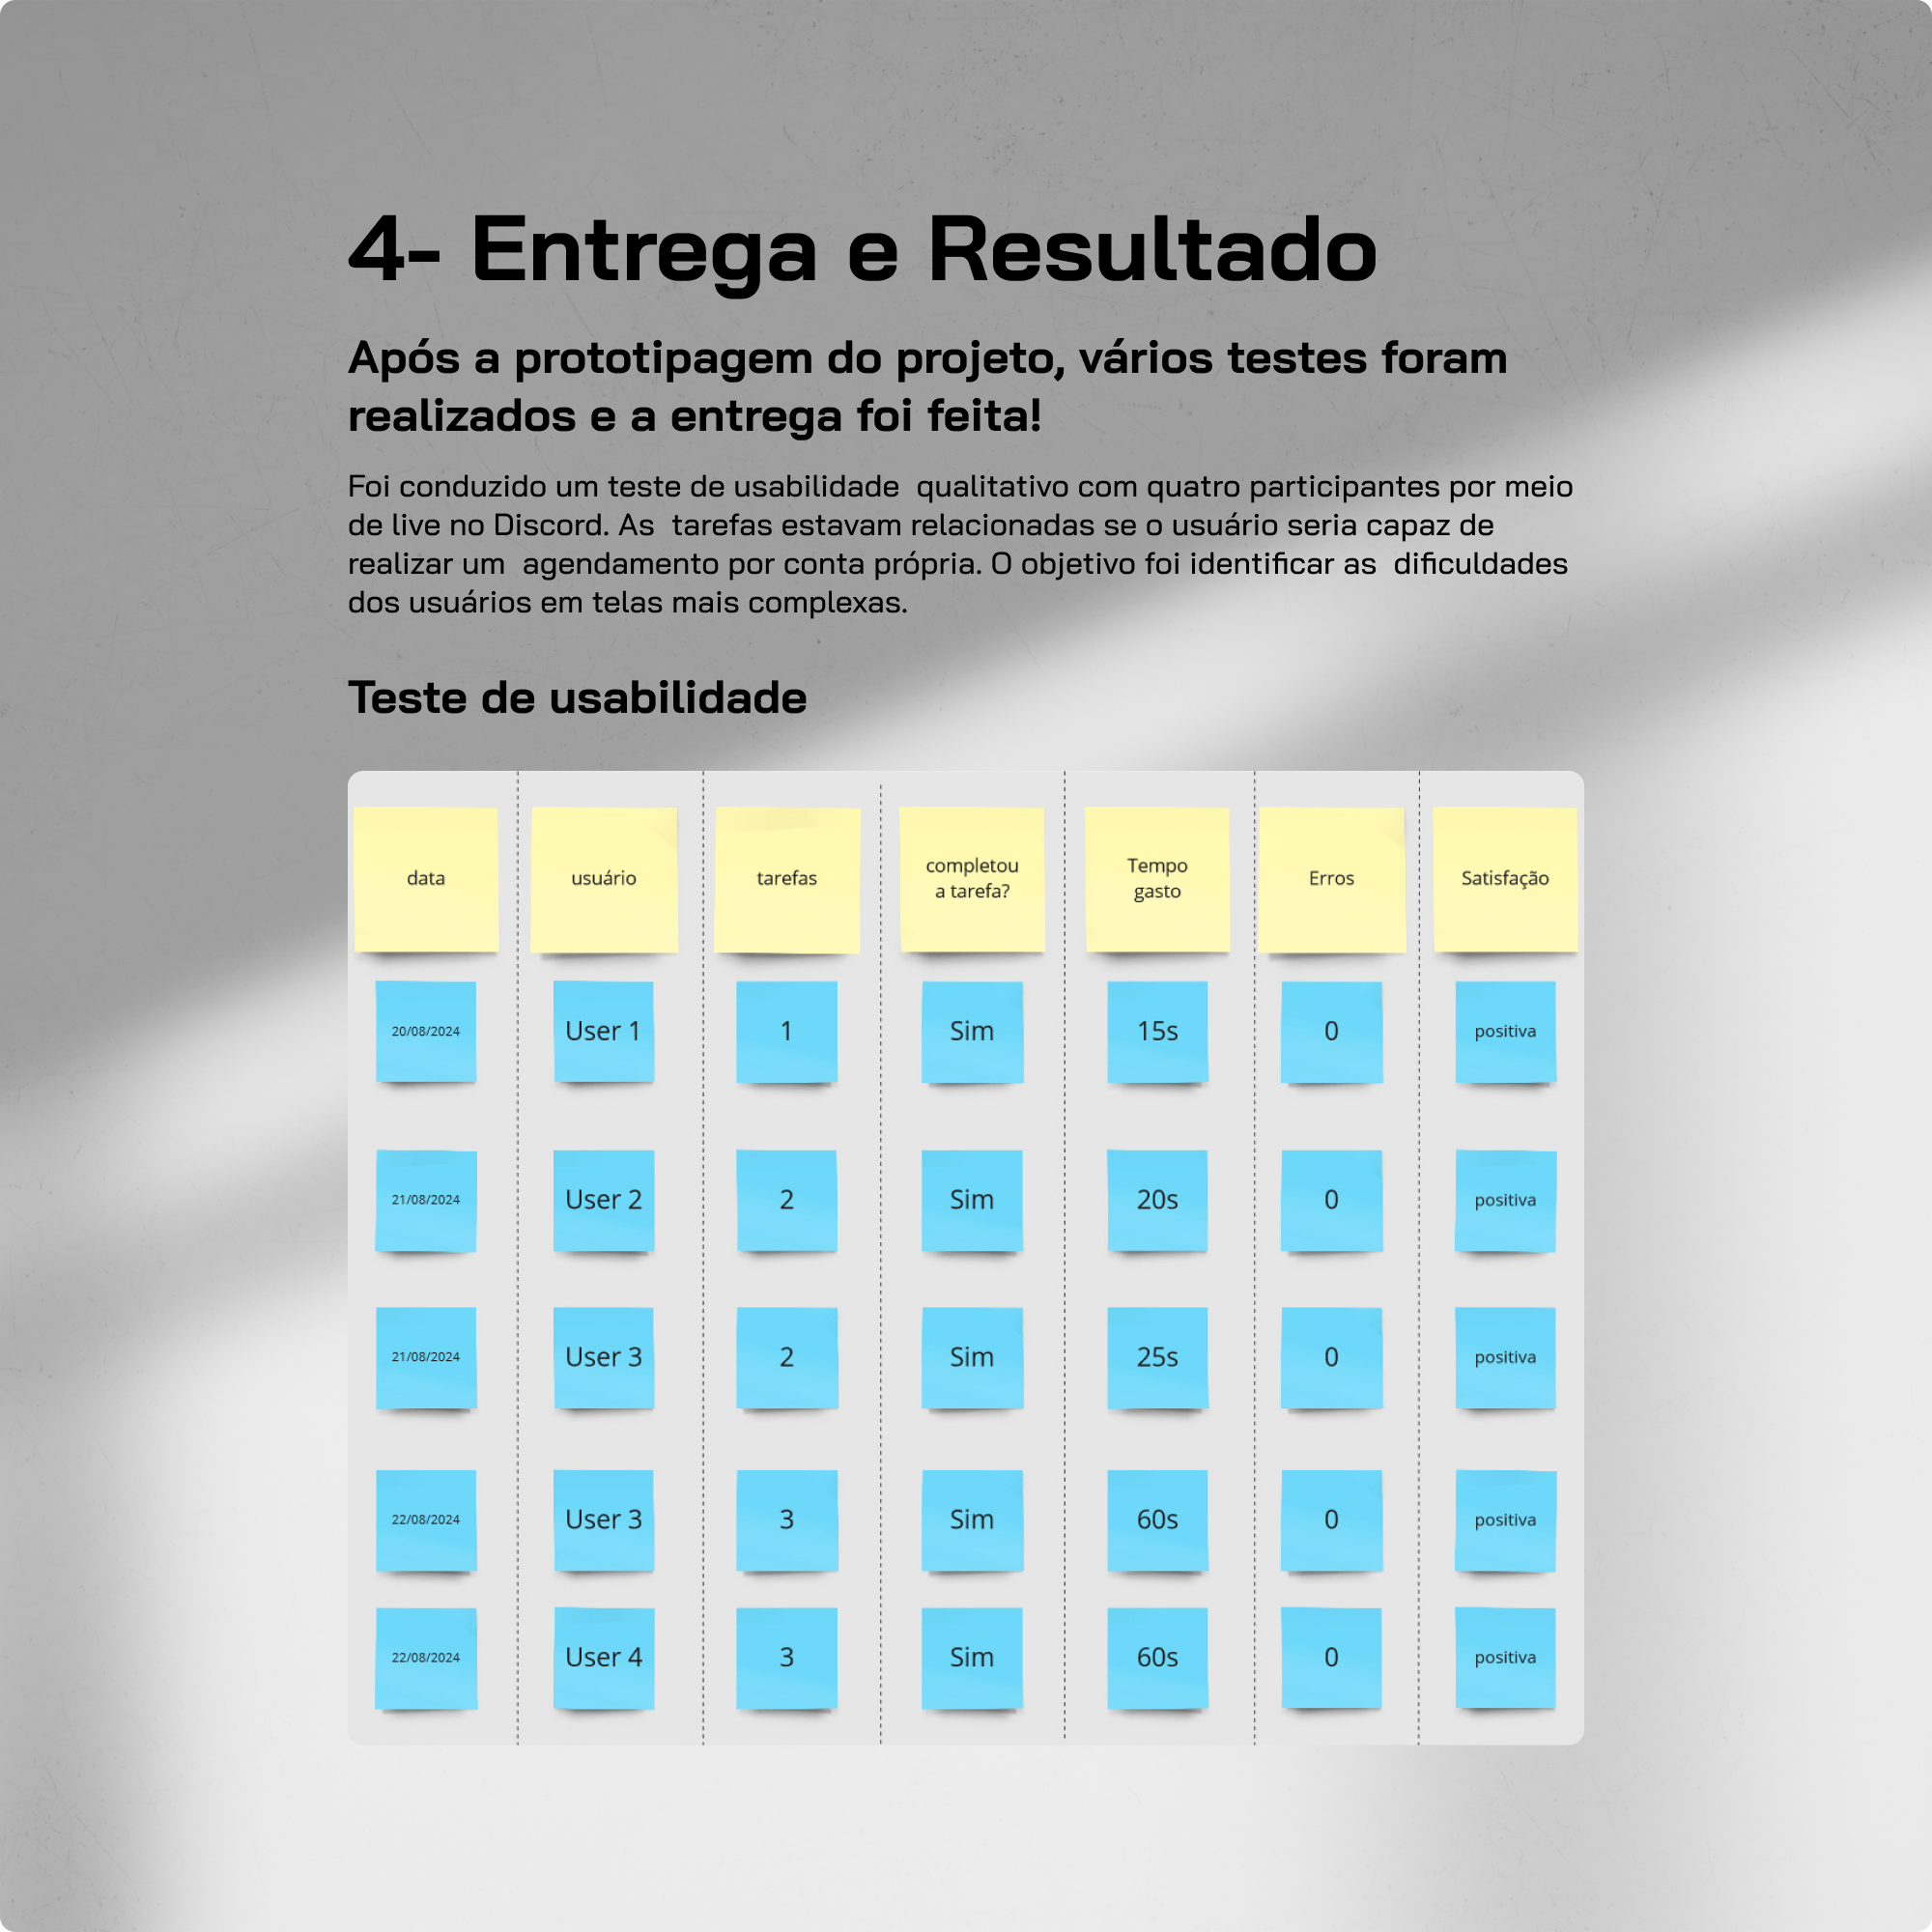 4- Entrega e Resultado
Após a prototipagem do projeto, vários testes foram
realizados e a entrega foi feita!
Foi conduzido um teste de usabilidade  qualitativo com quatro participantes por meio
de live no Discord. As  tarefas estavam relacionadas se o usuário seria capaz de
realizar um  agendamento por conta própria. O objetivo foi identificar as  dificuldades
dos usuários em telas mais complexas.
Teste de usabilidade
data
usuário
tarefas
completou
a tarefa?
Tempo
gasto
Erros
Satisfação
20/08/2024
User 1
1
Sim
15s
0
positiva
21/08/2024
User 2
2
Sim
20s
0
positiva
21/08/2024
User 3
2
Sim
25s
0
positiva
22/08/2024
User 3
3
Sim
60s
0
positiva
22/08/2024
User 4
3
Sim
60s
0
positiva